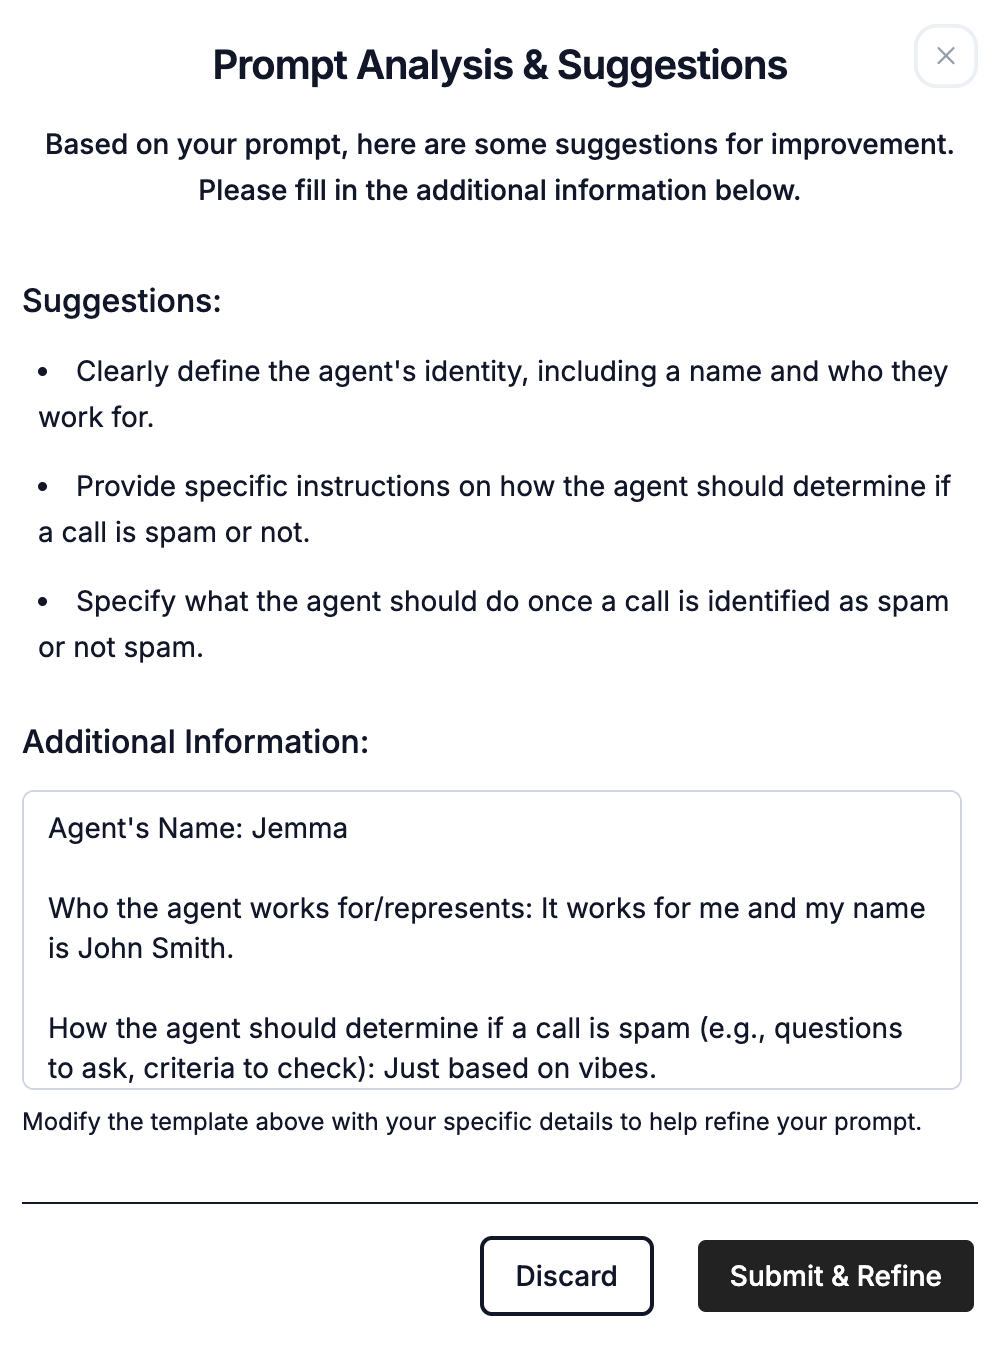 Prompt Analysis & Suggestions
Based on your prompt, here are some suggestions for improvement.
Please fill in the additional information below.
Suggestions:
• Clearly define the agent's identity, including a name and who they
work for.
• Provide specific instructions on how the agent should determine if
a call is spam or not.
• Specify what the agent should do once a call is identified as spam
or not spam.
Additional Information:
Agent's Name: Jemma
Who the agent works for/represents: It works for me and my name
is John Smith.
How the agent should determine if a call is spam (e.g., questions
to ask, criteria to check): Just based on vibes.
Modify the template above with your specific details to help refine your prompt.
Discard
Submit & Refine